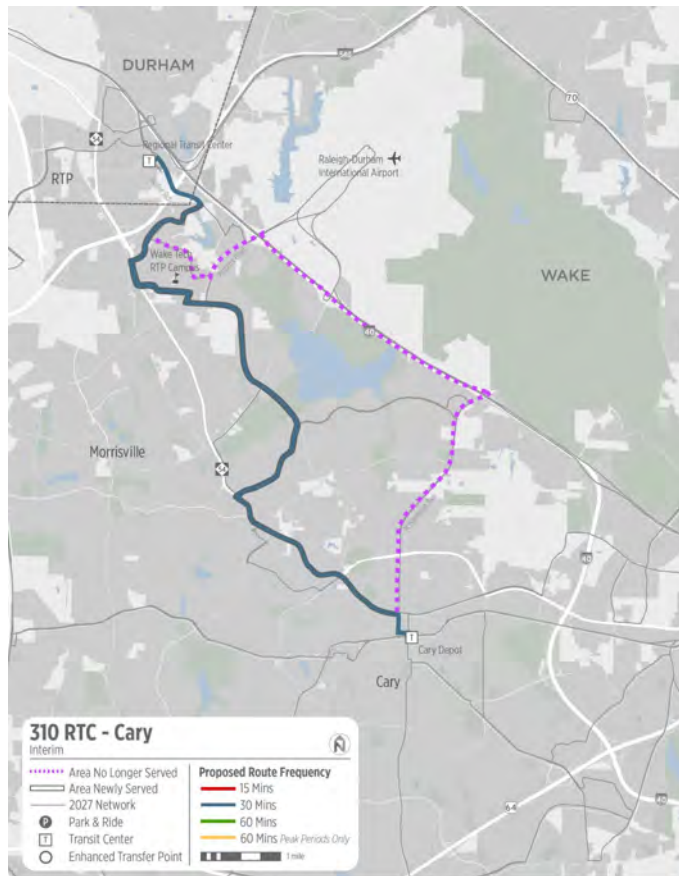 DURHAM
70
54
Regional Transit Center
Raleigh-Durham
International Airport
RTP
Wake Tech
RTP Campus
WAKE
40
Morrisville
54
40
Cary Depot
Cary
64
310 RTC - Cary
Interim
N
Area No Longer Served
Area Newly Served
2027 Network
P Park & Ride
T Transit Center
Enhanced Transfer Point
Proposed Route Frequency
15 Mins
30 Mins
60 Mins
60 Mins Peak Periods Only
1 mile